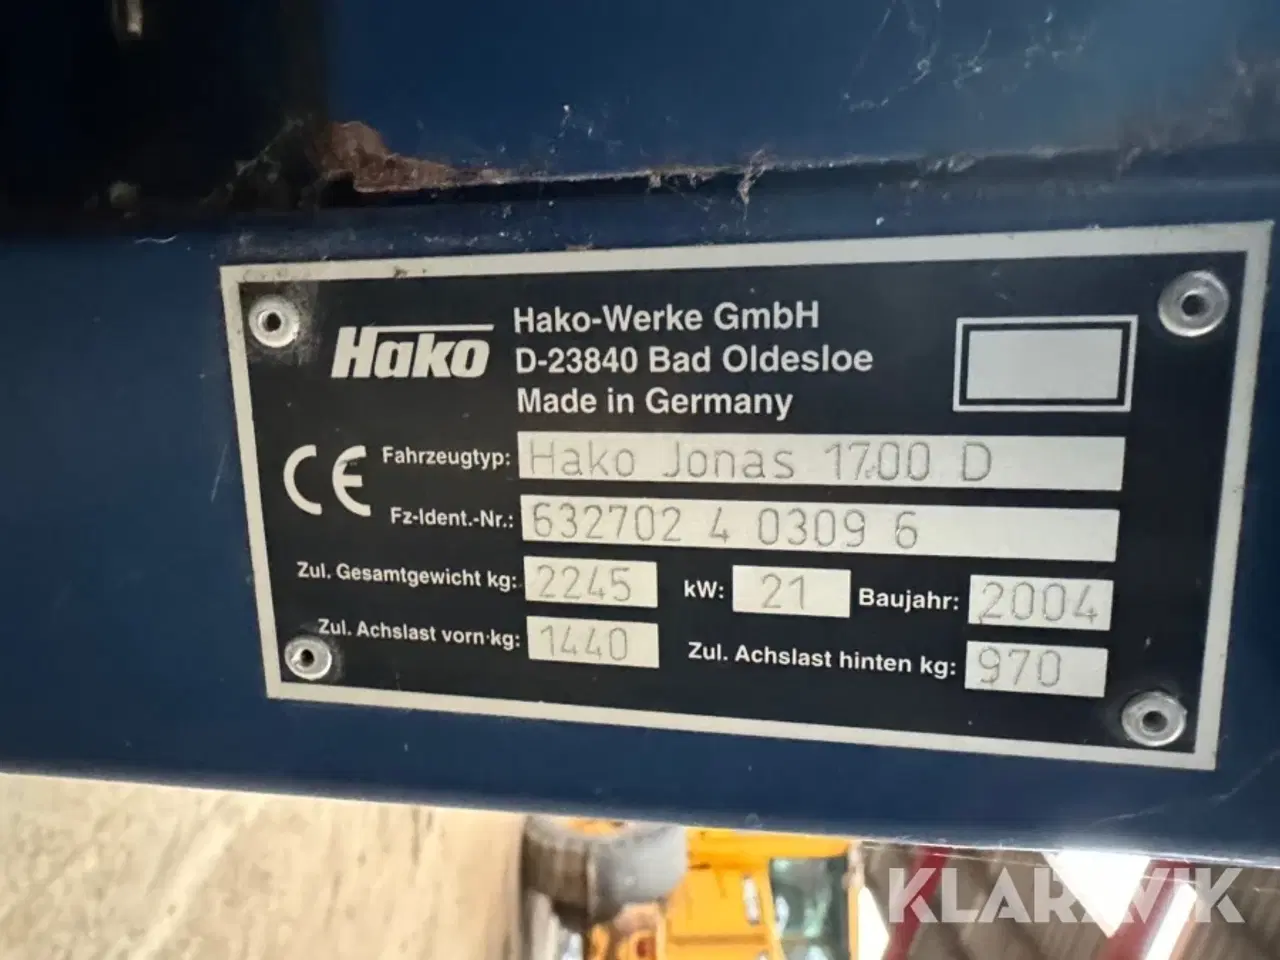 Hako
Hako-Werke GmbH
D-23840 Bad Oldesloe
Made in Germany
CE
Fahrzeugtyp: Hako Jonas 1700 D
Fz-Ident.-Nr.: 632702 4 0309 6
Zul. Gesamtgewicht kg: 2245 kW: 21 Baujahr: 2004
Zul. Achslast vorn kg: 1440 Zul. Achslast hinten kg: 970
KLARAVIK